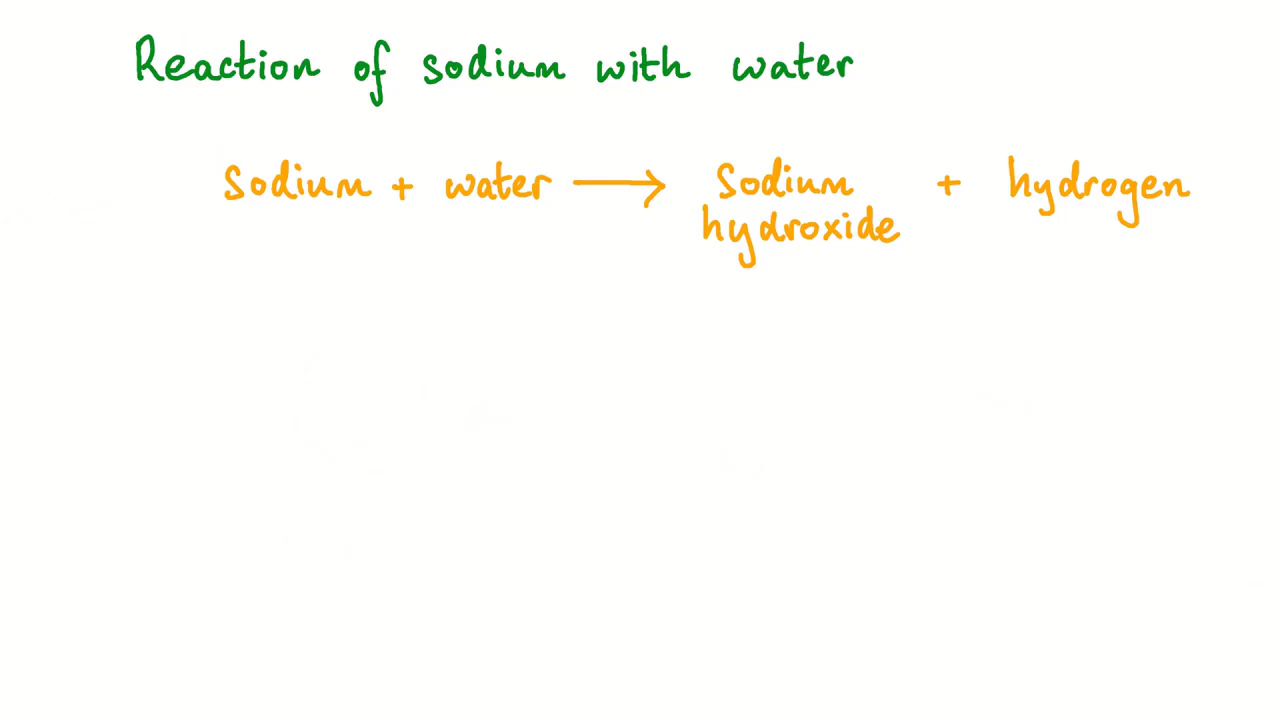 Reaction of sodium with water
sodium + water ⟶ sodium + hydrogen
hydroxide